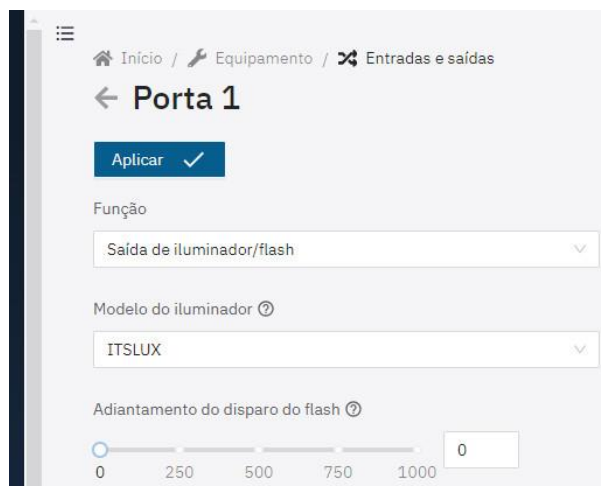 Início / Equipamento / Entradas e saídas
Porta 1
Aplicar
Função
Saída de iluminador/flash
Modelo do iluminador
ITSLUX
Adiantamento do disparo do flash
0
0 250 500 750 1000